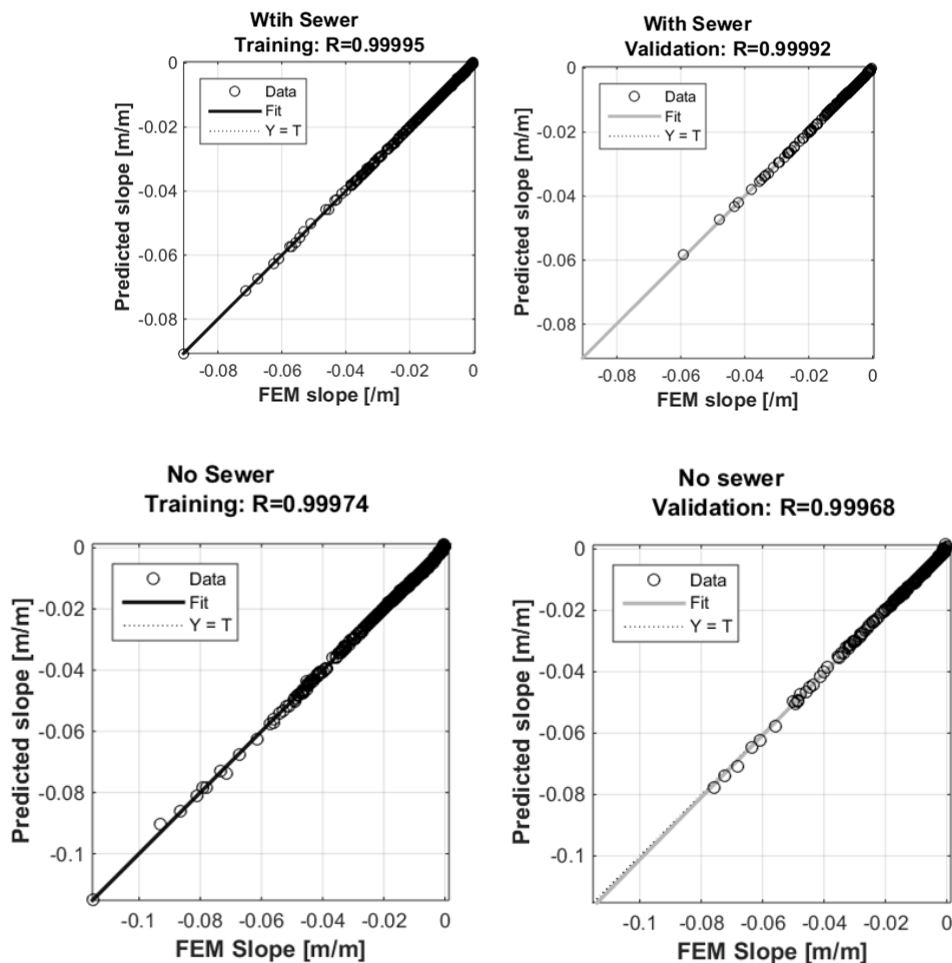 Wtih Sewer
Training: R=0.99995
0
-0.02
-0.04
-0.06
-0.08
Predicted slope [m/m]
Data
Fit
Y = T
-0.08 -0.06 -0.04 -0.02 0
FEM slope [/m]
With Sewer
Validation: R=0.99992
0
-0.02
-0.04
-0.06
-0.08
Predicted slope [m/m]
Data
Fit
Y = T
-0.08 -0.06 -0.04 -0.02 0
FEM slope [/m]
No Sewer
Training: R=0.99974
0
-0.02
-0.04
-0.06
-0.08
-0.1
Predicted slope [m/m]
Data
Fit
Y = T
-0.1 -0.08 -0.06 -0.04 -0.02 0
FEM Slope [m/m]
No sewer
Validation: R=0.99968
0
-0.02
-0.04
-0.06
-0.08
-0.1
Predicted slope [m/m]
Data
Fit
Y = T
-0.1 -0.08 -0.06 -0.04 -0.02 0
FEM Slope [m/m]